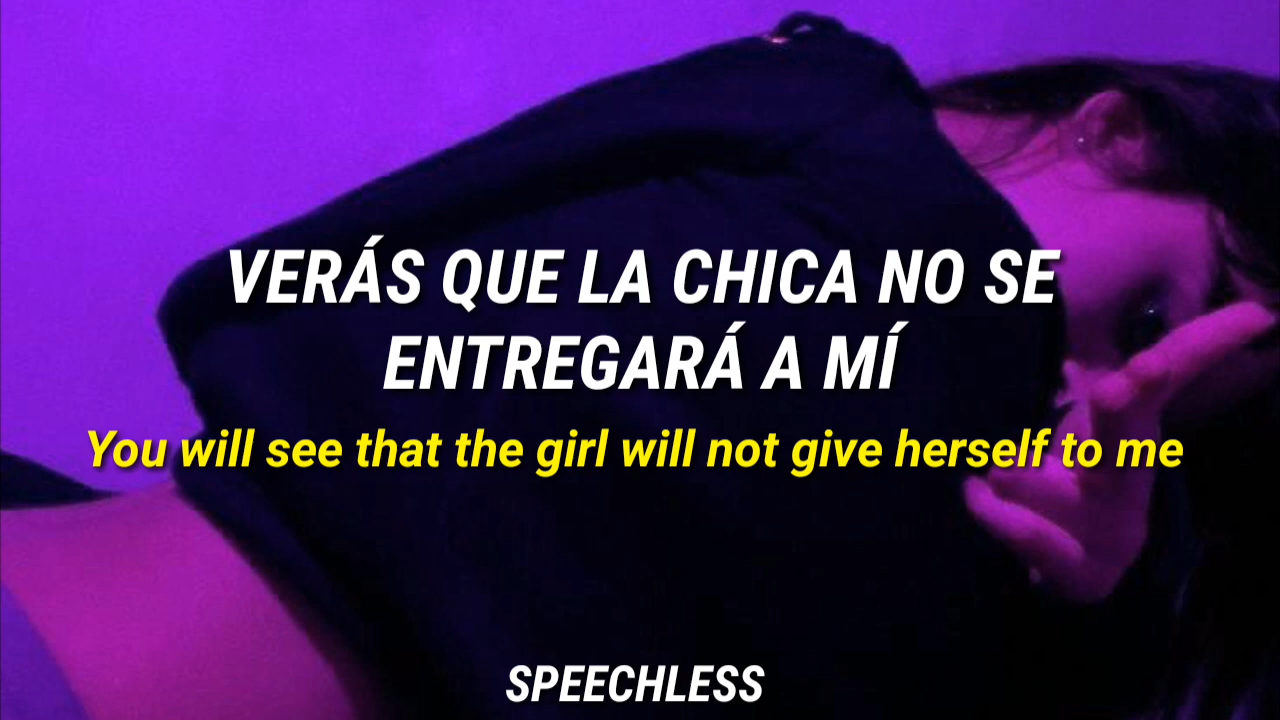 VERÁS QUE LA CHICA NO SE
ENTREGARÁ A MÍ
You will see that the girl will not give herself to me
SPEECHLESS